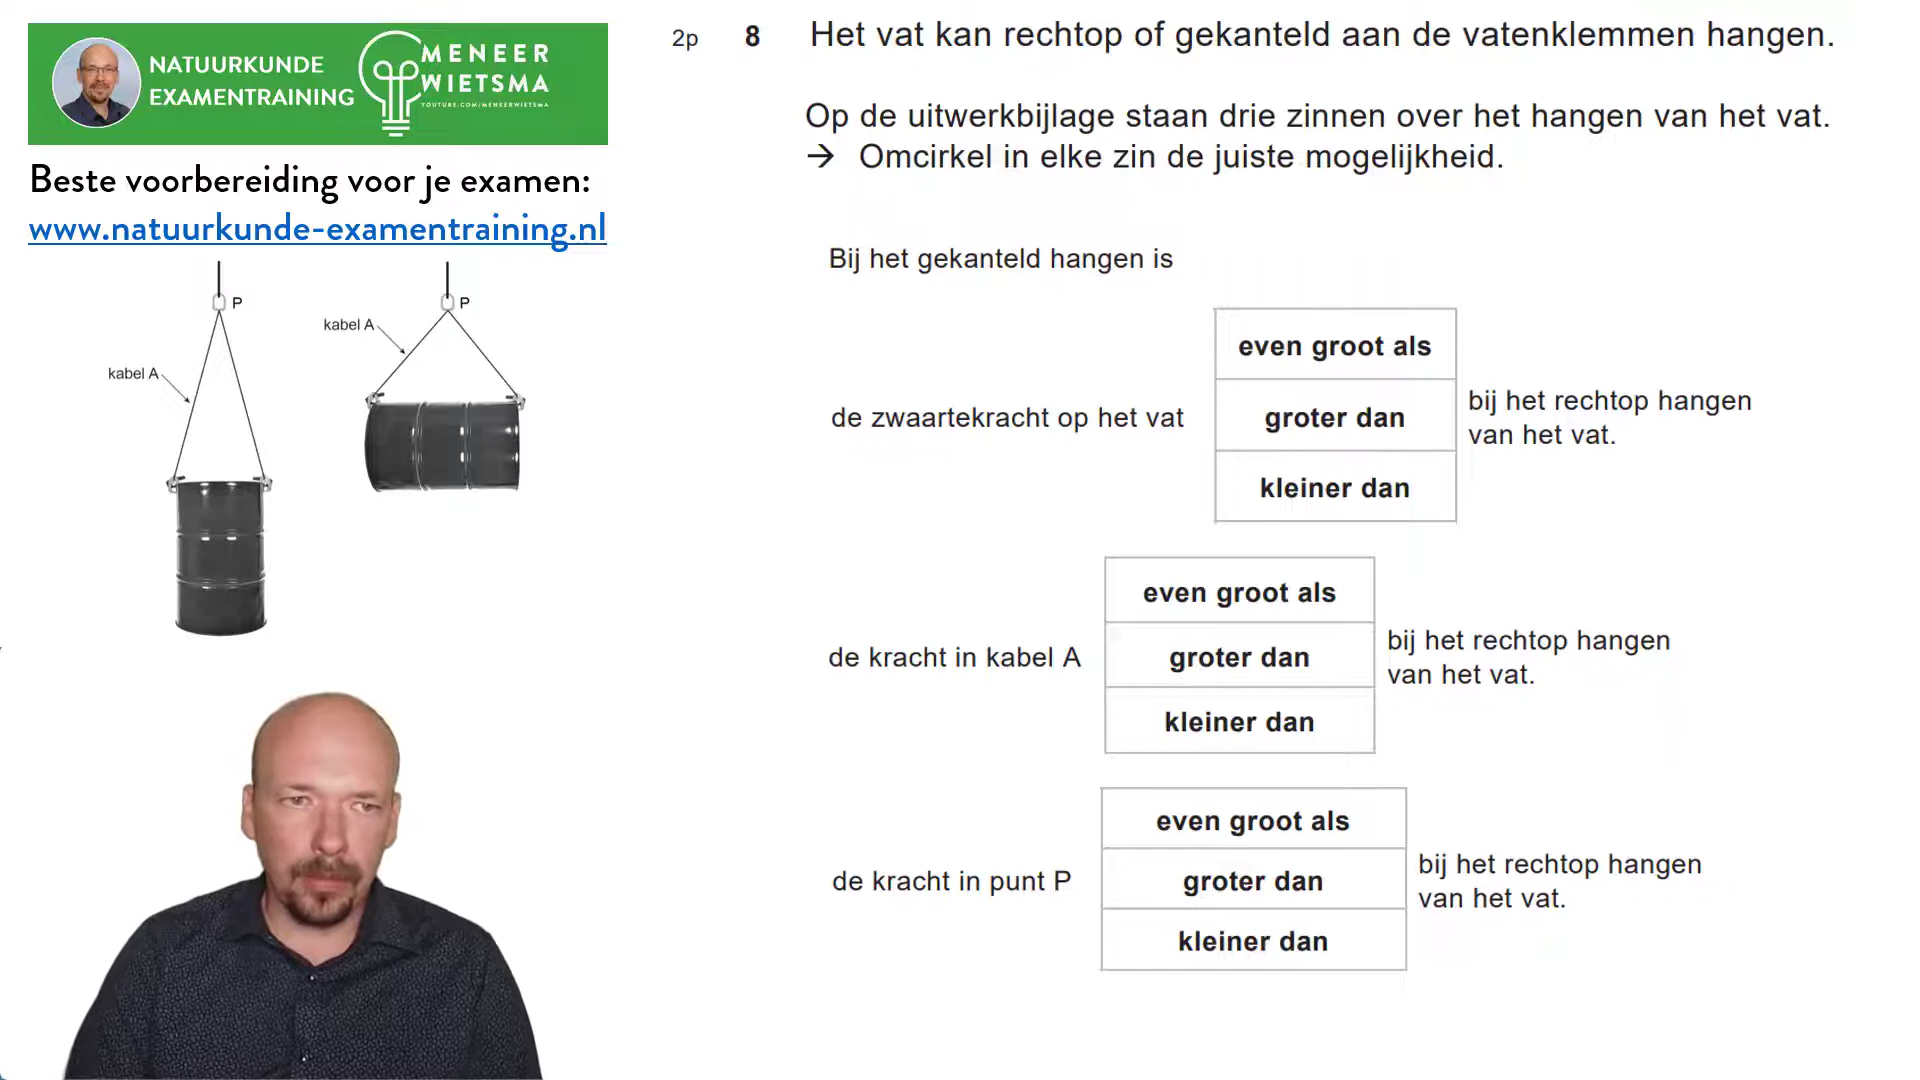 NATUURKUNDE
EXAMENTRAINING
MENEER
WIETSMA
YOUTUBE.COM/MENEERWIETSMA
Beste voorbereiding voor je examen:
www.natuurkunde-examentraining.nl
P
kabel A
P
kabel A
2p 8 Het vat kan rechtop of gekanteld aan de vatenklemmen hangen.
Op de uitwerkbijlage staan drie zinnen over het hangen van het vat.
→ Omcirkel in elke zin de juiste mogelijkheid.
Bij het gekanteld hangen is
de zwaartekracht op het vat
even groot als
groter dan
kleiner dan
bij het rechtop hangen
van het vat.
de kracht in kabel A
even groot als
groter dan
kleiner dan
bij het rechtop hangen
van het vat.
de kracht in punt P
even groot als
groter dan
kleiner dan
bij het rechtop hangen
van het vat.